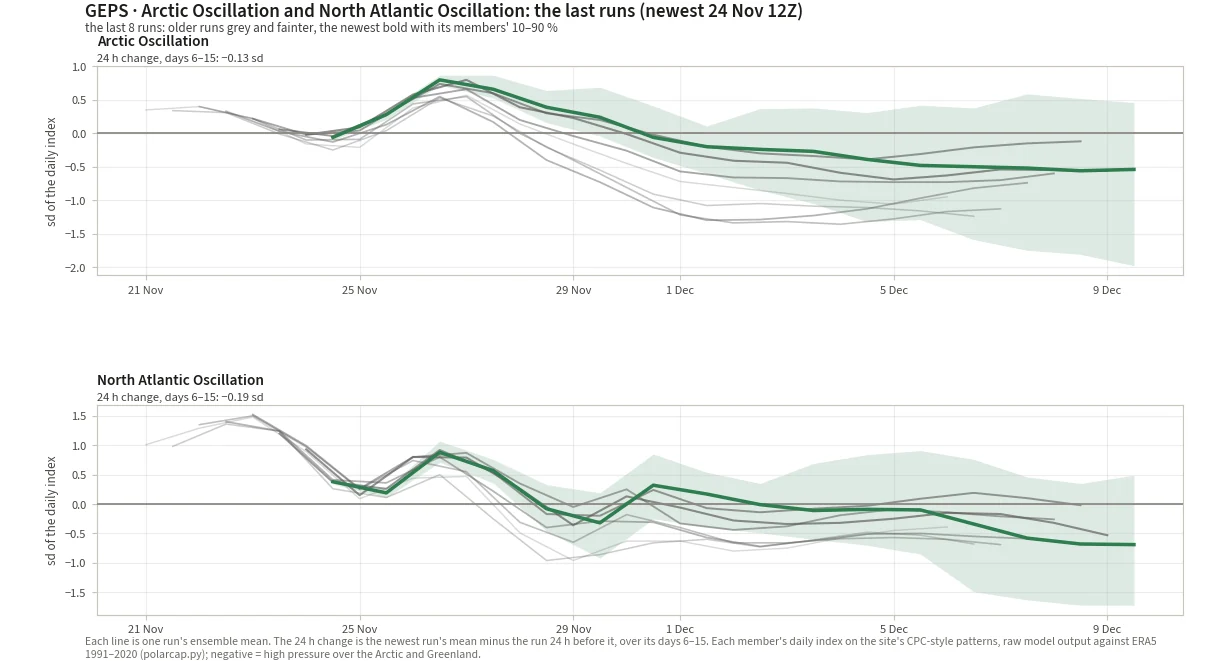 GEPS · Arctic Oscillation and North Atlantic Oscillation: the last runs (newest 24 Nov 12Z)
the last 8 runs: older runs grey and fainter, the newest bold with its members' 10–90 %
Arctic Oscillation
24 h change, days 6–15: −0.13 sd
sd of the daily index
1.0
0.5
0.0
−0.5
−1.0
−1.5
−2.0
21 Nov 25 Nov 29 Nov 1 Dec 5 Dec 9 Dec
North Atlantic Oscillation
24 h change, days 6–15: −0.19 sd
sd of the daily index
1.5
1.0
0.5
0.0
−0.5
−1.0
−1.5
21 Nov 25 Nov 29 Nov 1 Dec 5 Dec 9 Dec
Each line is one run's ensemble mean. The 24 h change is the newest run's mean minus the run 24 h before it, over its days 6–15. Each member's daily index on the site's CPC-style patterns, raw model output against ERA5
1991–2020 (polarcap.py); negative = high pressure over the Arctic and Greenland.